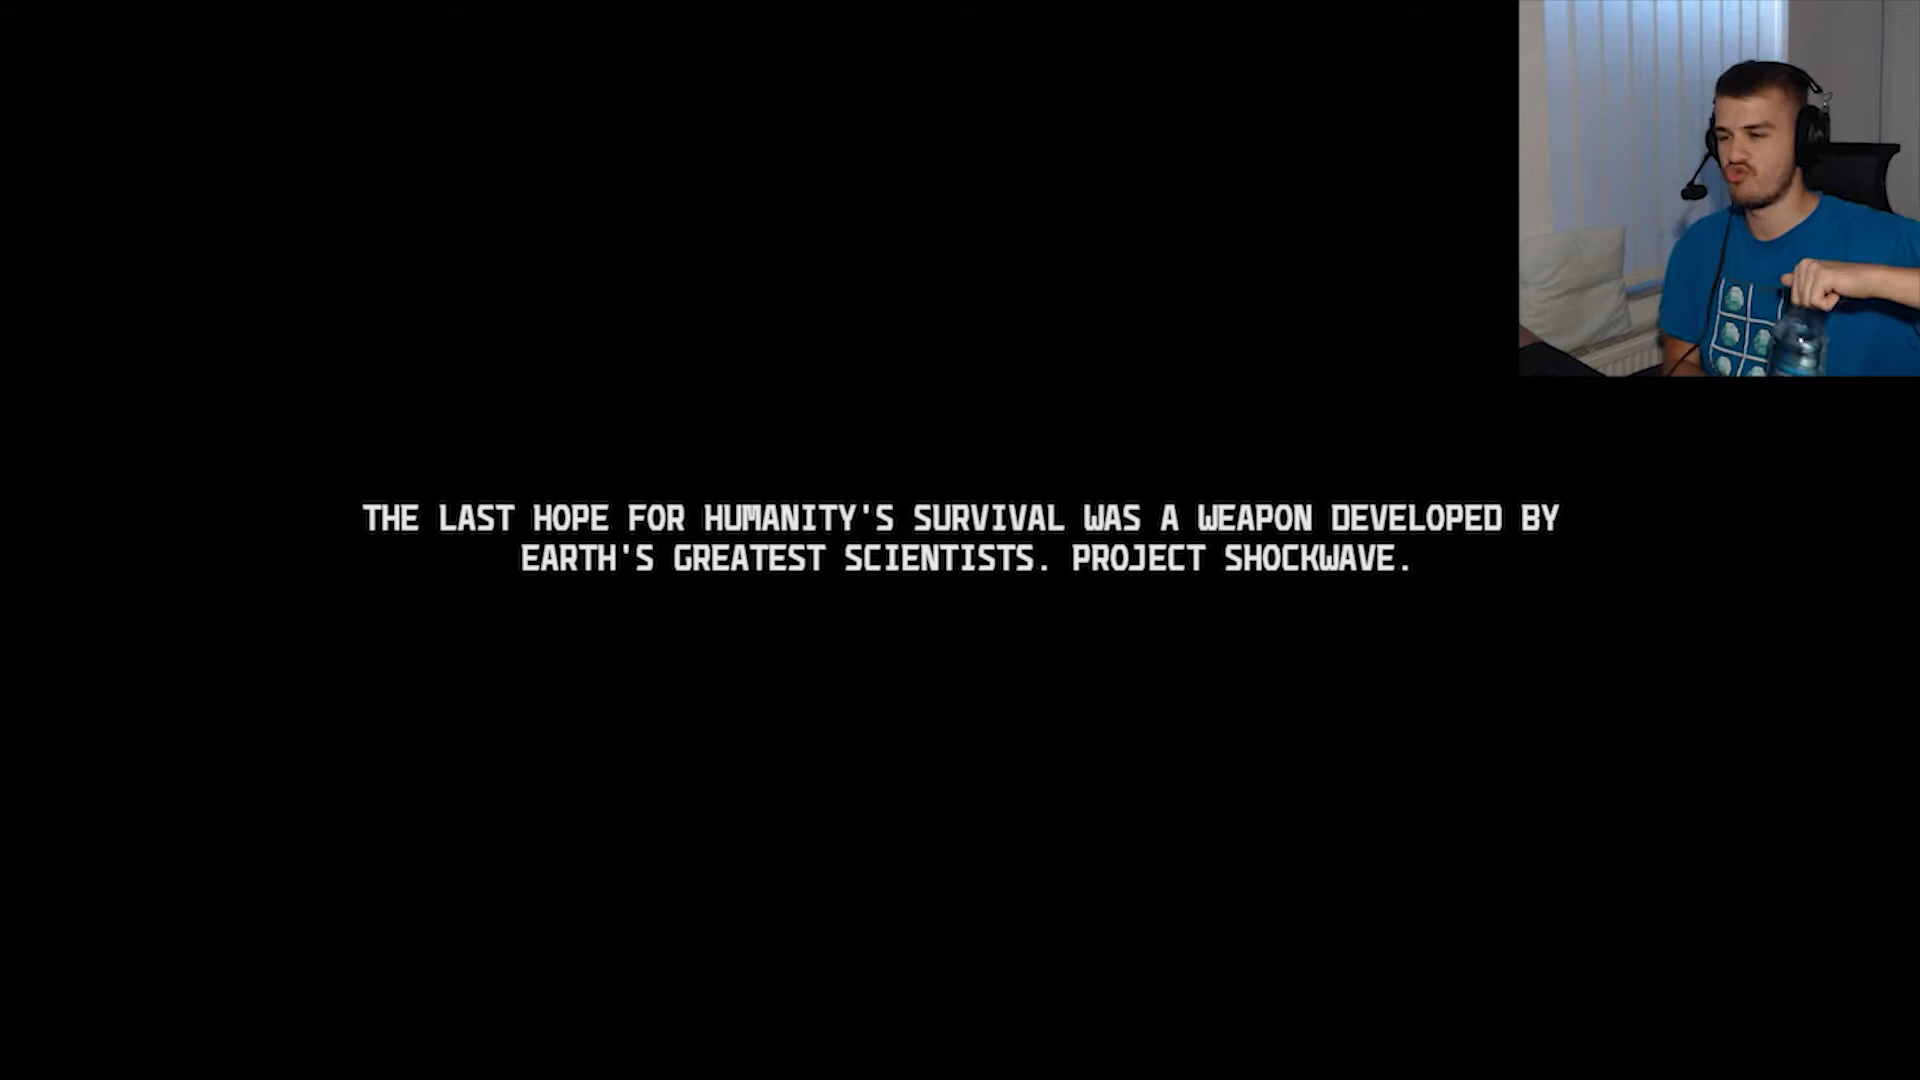 THE LAST HOPE FOR HUMANITY'S SURVIVAL WAS A WEAPON DEVELOPED BY
EARTH'S GREATEST SCIENTISTS. PROJECT SHOCKWAVE.